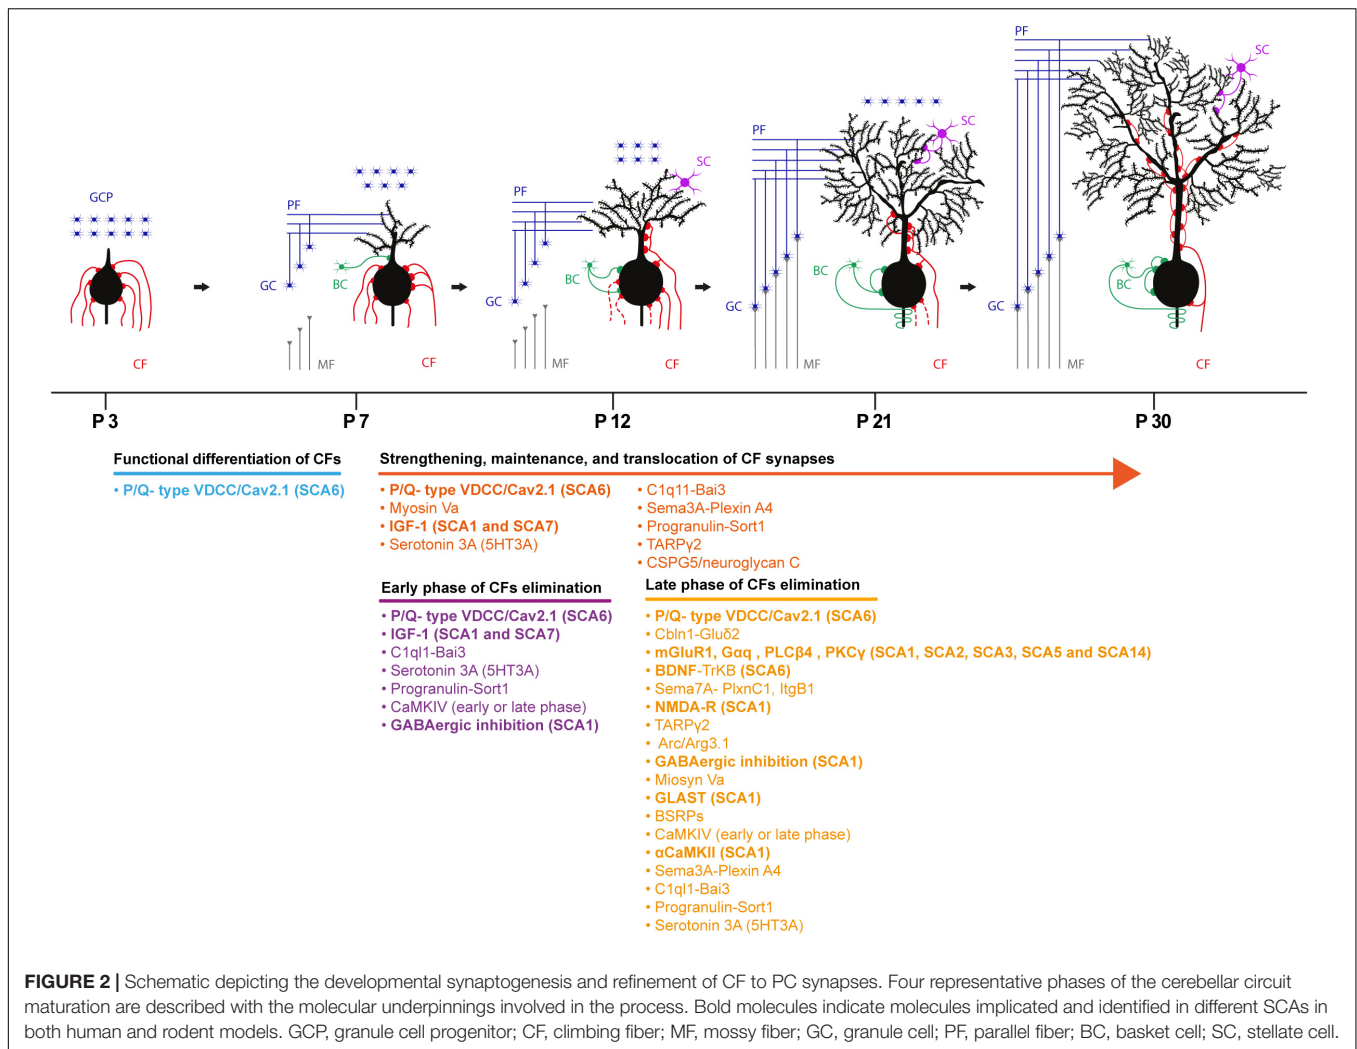 GCP
CF
P 3
PF
GC
BC
MF
CF
P 7
PF
SC
BC
GC
MF
CF
P 12
PF
SC
BC
GC
MF
CF
P 21
PF
SC
BC
GC
MF
CF
P 30
Functional differentiation of CFs
• P/Q- type VDCC/Cav2.1 (SCA6)
Strengthening, maintenance, and translocation of CF synapses
• P/Q- type VDCC/Cav2.1 (SCA6)
• Myosin Va
• IGF-1 (SCA1 and SCA7)
• Serotonin 3A (5HT3A)
• C1q11-Bai3
• Sema3A-Plexin A4
• Progranulin-Sort1
• TARPγ2
• CSPG5/neuroglycan C
Early phase of CFs elimination
• P/Q- type VDCC/Cav2.1 (SCA6)
• IGF-1 (SCA1 and SCA7)
• C1ql1-Bai3
• Serotonin 3A (5HT3A)
• Progranulin-Sort1
• CaMKIV (early or late phase)
• GABAergic inhibition (SCA1)
Late phase of CFs elimination
• P/Q- type VDCC/Cav2.1 (SCA6)
• Cbln1-Gluδ2
• mGluR1, Gαq , PLCβ4 , PKCγ (SCA1, SCA2, SCA3, SCA5 and SCA14)
• BDNF-TrKB (SCA6)
• Sema7A- PlxnC1, ItgB1
• NMDA-R (SCA1)
• TARPγ2
• Arc/Arg3.1
• GABAergic inhibition (SCA1)
• Miosyn Va
• GLAST (SCA1)
• BSRPs
• CaMKIV (early or late phase)
• αCaMKII (SCA1)
• Sema3A-Plexin A4
• C1ql1-Bai3
• Progranulin-Sort1
• Serotonin 3A (5HT3A)
FIGURE 2 | Schematic depicting the developmental synaptogenesis and refinement of CF to PC synapses. Four representative phases of the cerebellar circuit
maturation are described with the molecular underpinnings involved in the process. Bold molecules indicate molecules implicated and identified in different SCAs in
both human and rodent models. GCP, granule cell progenitor; CF, climbing fiber; MF, mossy fiber; GC, granule cell; PF, parallel fiber; BC, basket cell; SC, stellate cell.